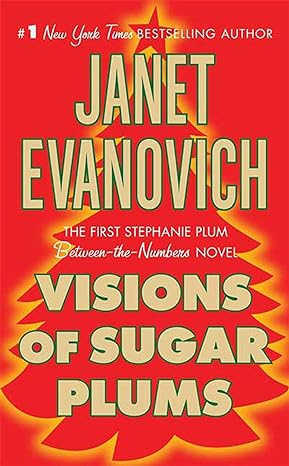 #1 New York Times BESTSELLING AUTHOR
JANET
EVANOVICH
THE FIRST STEPHANIE PLUM
Between-the-Numbers NOVEL
VISIONS
OF SUGAR
PLUMS